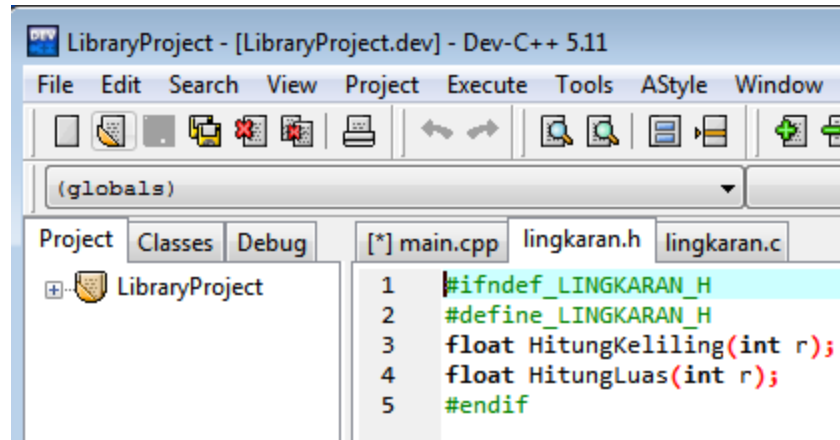 DEV LibraryProject - [LibraryProject.dev] - Dev-C++ 5.11
File Edit Search View Project Execute Tools AStyle Window
(globals)
Project Classes Debug [*] main.cpp lingkaran.h lingkaran.c
LibraryProject
1 #ifndef_LINGKARAN_H
2 #define_LINGKARAN_H
3 float HitungKeliling(int r);
4 float HitungLuas(int r);
5 #endif